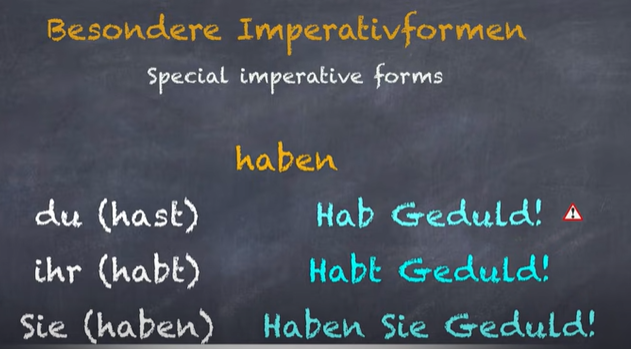 Besondere Imperativformen
Special imperative forms
haben
du (hast) Hab Geduld!
ihr (habt) Habt Geduld!
Sie (haben) Haben Sie Geduld!